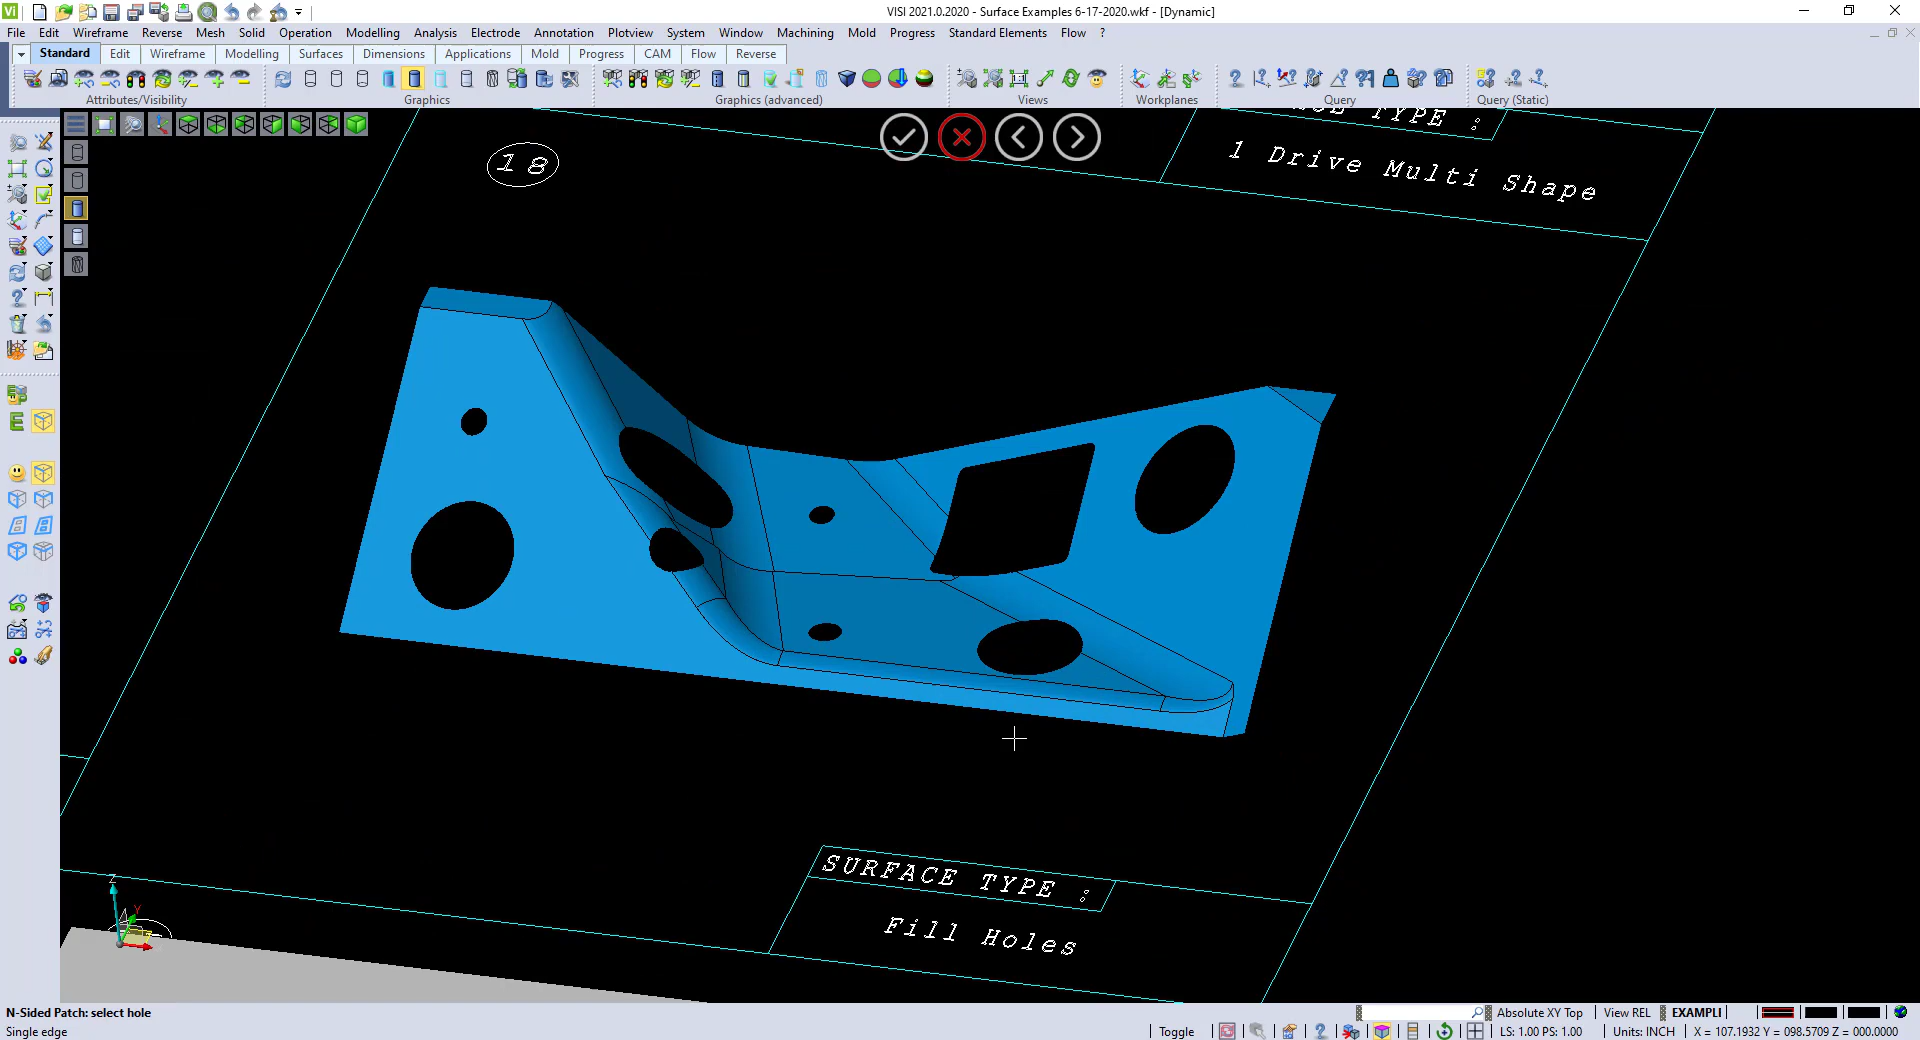 Vi
VISI 2021.0.2020 - Surface Examples 6-17-2020.wkf - [Dynamic]
File Edit Wireframe Reverse Mesh Solid Operation Modelling Analysis Electrode Annotation Plotview System Window Machining Mold Progress Standard Elements Flow ?
Standard Edit Wireframe Modelling Surfaces Dimensions Applications Mold Progress CAM Flow Reverse
Attributes/Visibility Graphics Graphics (advanced) Views Workplanes Query Query (Static)
TYPE :
1 Drive Multi Shape
18
SURFACE TYPE :
Fill Holes
Z
Y
N-Sided Patch: select hole
Absolute XY Top View REL EXAMPLI
Single edge
Toggle LS: 1.00 PS: 1.00 Units: INCH X = 107.1932 Y = 098.5709 Z = 000.0000